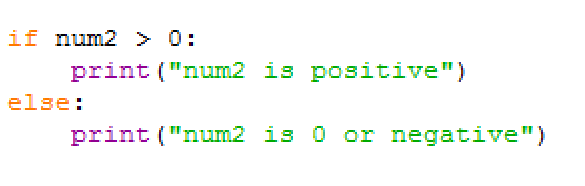 if num2 > 0:
    print("num2 is positive")
else:
    print("num2 is 0 or negative")